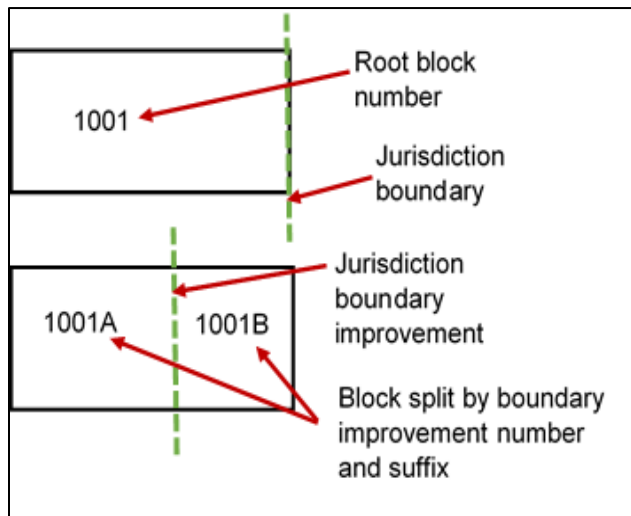 Root block
number
1001
Jurisdiction
boundary
Jurisdiction
boundary
improvement
1001A
1001B
Block split by boundary
improvement number
and suffix